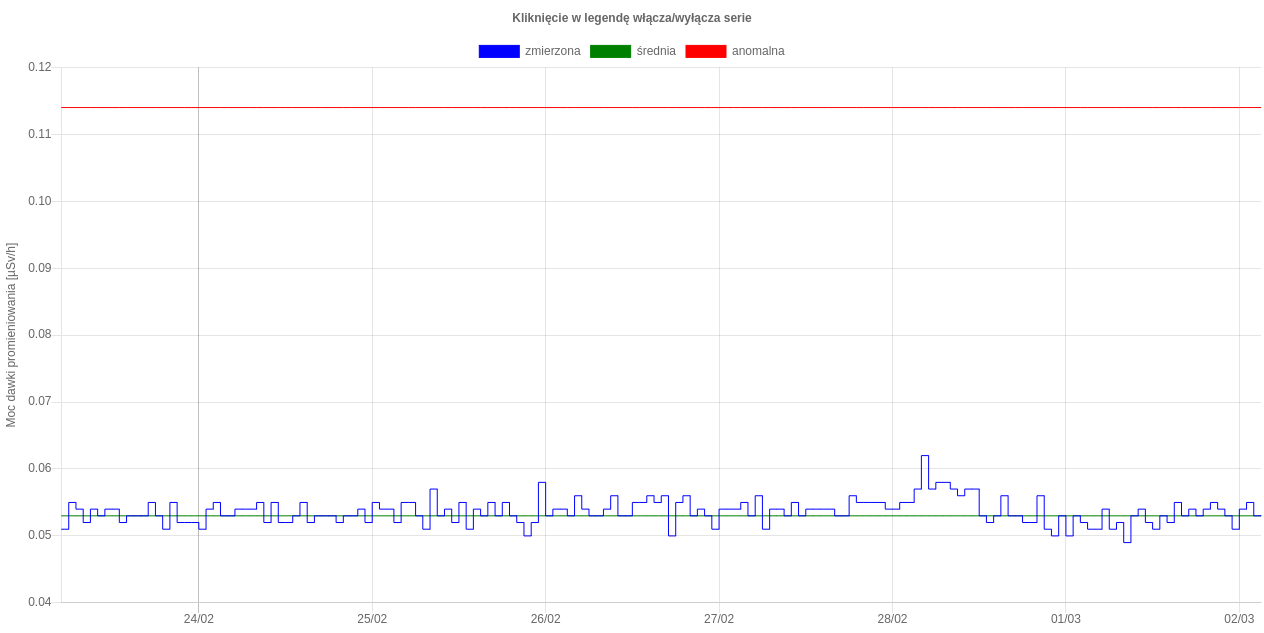 Kliknięcie w legendę włącza/wyłącza serie
zmierzona średnia anomalna
Moc dawki promieniowania [µSv/h]
0.12
0.11
0.10
0.09
0.08
0.07
0.06
0.05
0.04
24/02 25/02 26/02 27/02 28/02 01/03 02/03